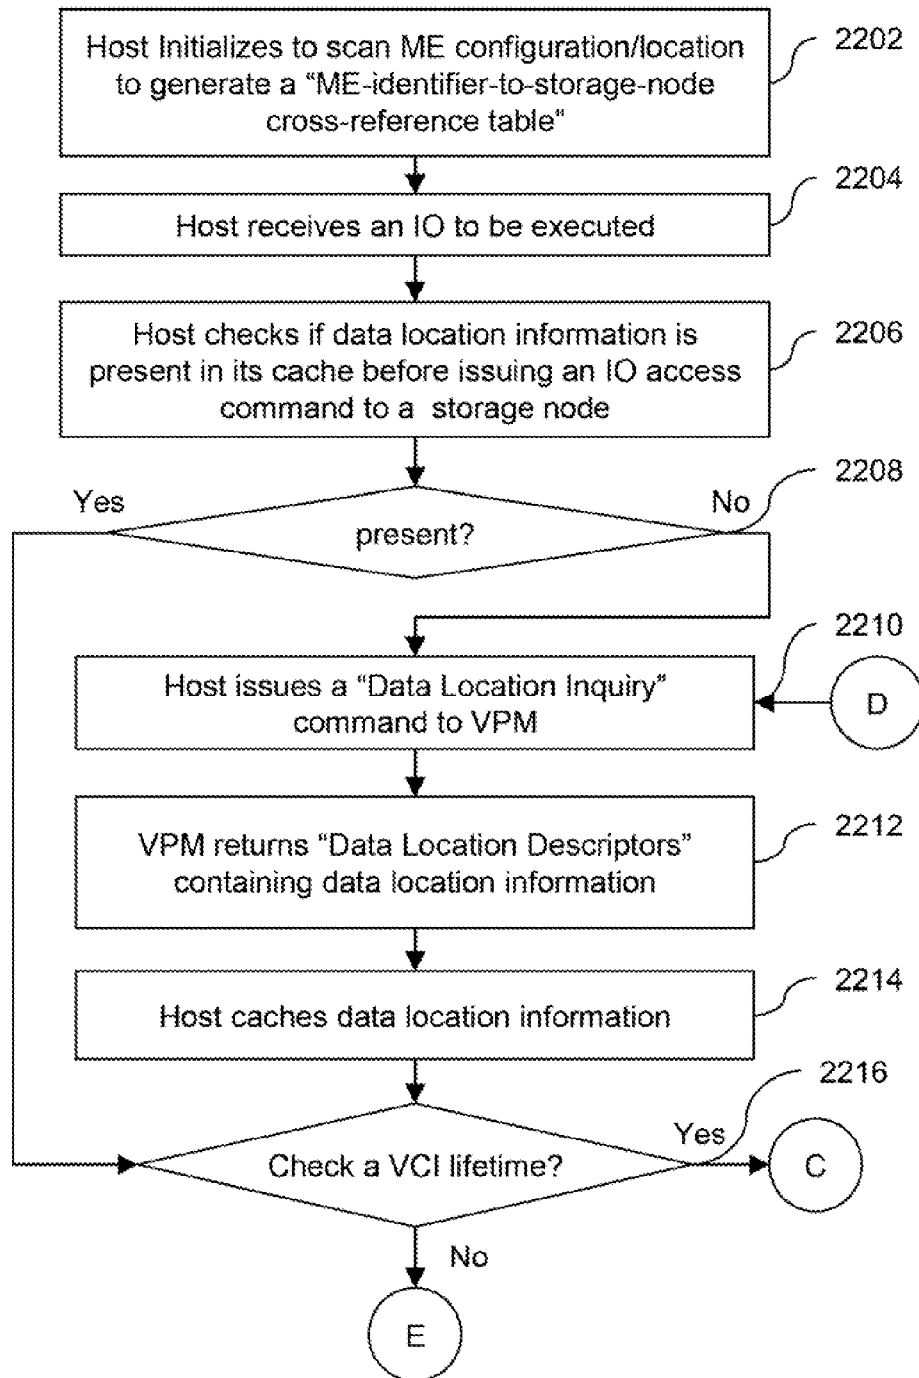 Host Initializes to scan ME configuration/location
to generate a “ME-identifier-to-storage-node
cross-reference table”
2202
Host receives an IO to be executed
2204
Host checks if data location information is
present in its cache before issuing an IO access
command to a storage node
2206
present?
Yes
No
2208
Host issues a “Data Location Inquiry”
command to VPM
2210
D
VPM returns “Data Location Descriptors”
containing data location information
2212
Host caches data location information
2214
Check a VCI lifetime?
2216
Yes
C
No
E